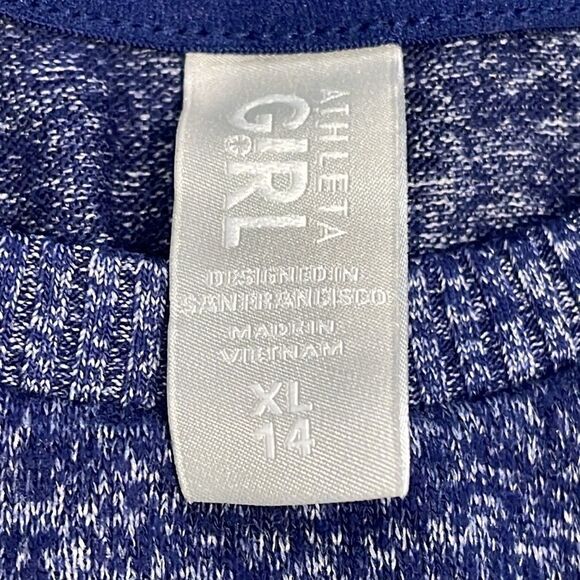 ATHLETA
GIRL
DESIGNED IN
SAN FRANCISCO
MADE IN
VIETNAM
XL
14